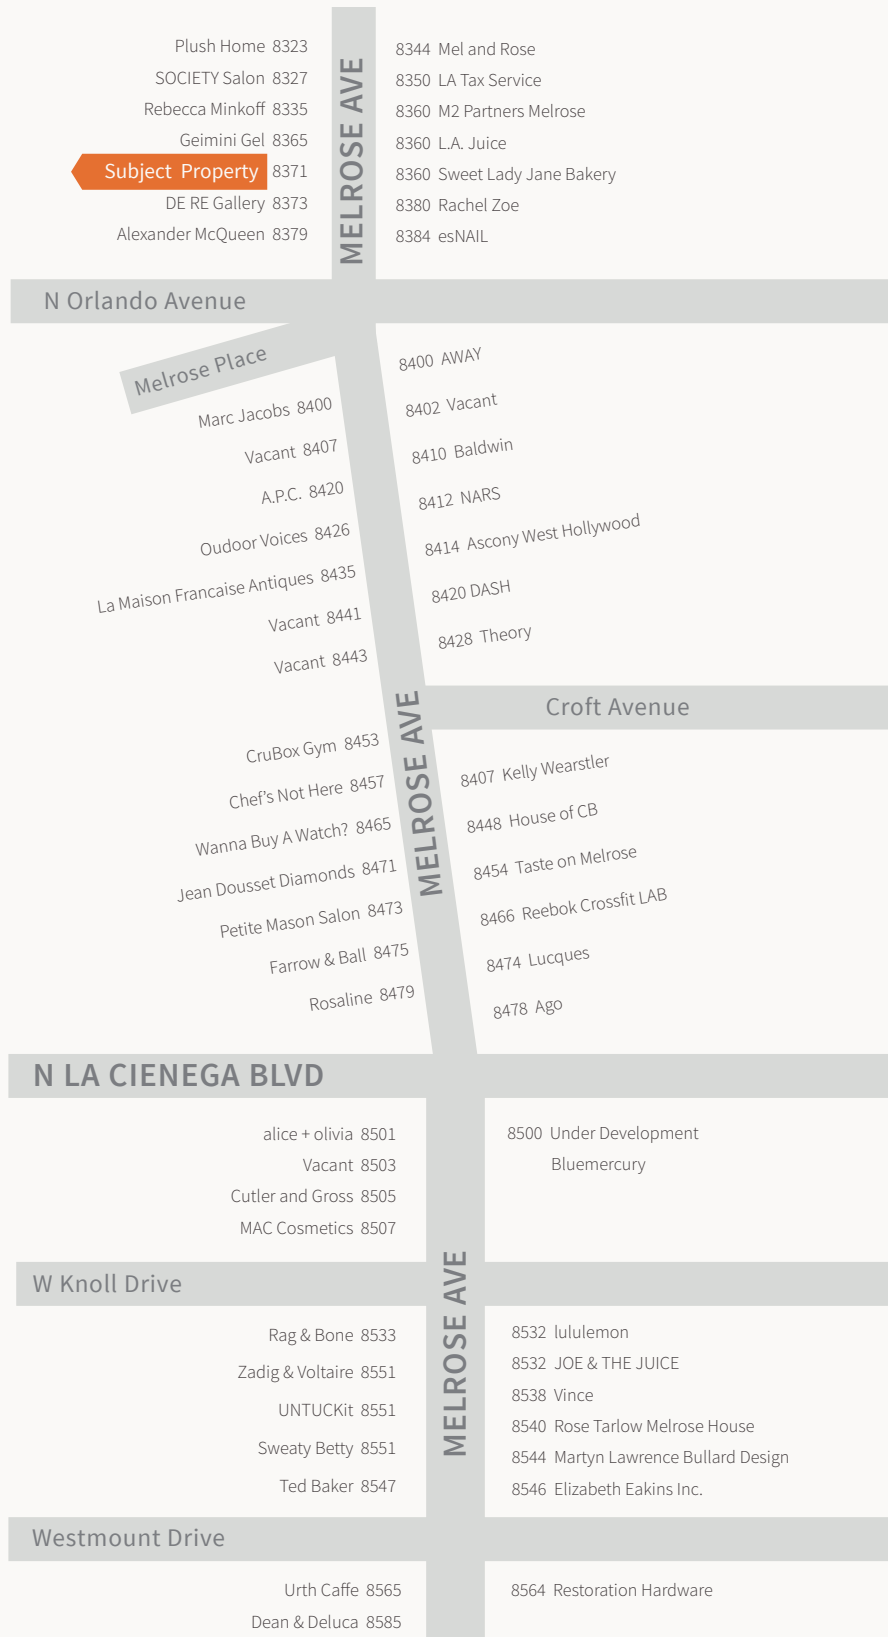 MELROSE AVE
Plush Home 8323
SOCIETY Salon 8327
Rebecca Minkoff 8335
Geimini Gel 8365
Subject Property 8371
DE RE Gallery 8373
Alexander McQueen 8379
8344 Mel and Rose
8350 LA Tax Service
8360 M2 Partners Melrose
8360 L.A. Juice
8360 Sweet Lady Jane Bakery
8380 Rachel Zoe
8384 esNAIL
N Orlando Avenue
Melrose Place
Marc Jacobs 8400
Vacant 8407
A.P.C. 8420
Oudoor Voices 8426
La Maison Francaise Antiques 8435
Vacant 8441
Vacant 8443
8400 AWAY
8402 Vacant
8410 Baldwin
8412 NARS
8414 Ascony West Hollywood
8420 DASH
8428 Theory
Croft Avenue
MELROSE AVE
CruBox Gym 8453
Chef's Not Here 8457
Wanna Buy A Watch? 8465
Jean Dousset Diamonds 8471
Petite Mason Salon 8473
Farrow & Ball 8475
Rosaline 8479
8407 Kelly Wearstler
8448 House of CB
8454 Taste on Melrose
8466 Reebok Crossfit LAB
8474 Lucques
8478 Ago
N LA CIENEGA BLVD
alice + olivia 8501
Vacant 8503
Cutler and Gross 8505
MAC Cosmetics 8507
8500 Under Development
Bluemercury
W Knoll Drive
MELROSE AVE
Rag & Bone 8533
Zadig & Voltaire 8551
UNTUCKit 8551
Sweaty Betty 8551
Ted Baker 8547
8532 lululemon
8532 JOE & THE JUICE
8538 Vince
8540 Rose Tarlow Melrose House
8544 Martyn Lawrence Bullard Design
8546 Elizabeth Eakins Inc.
Westmount Drive
Urth Caffe 8565
Dean & Deluca 8585
8564 Restoration Hardware